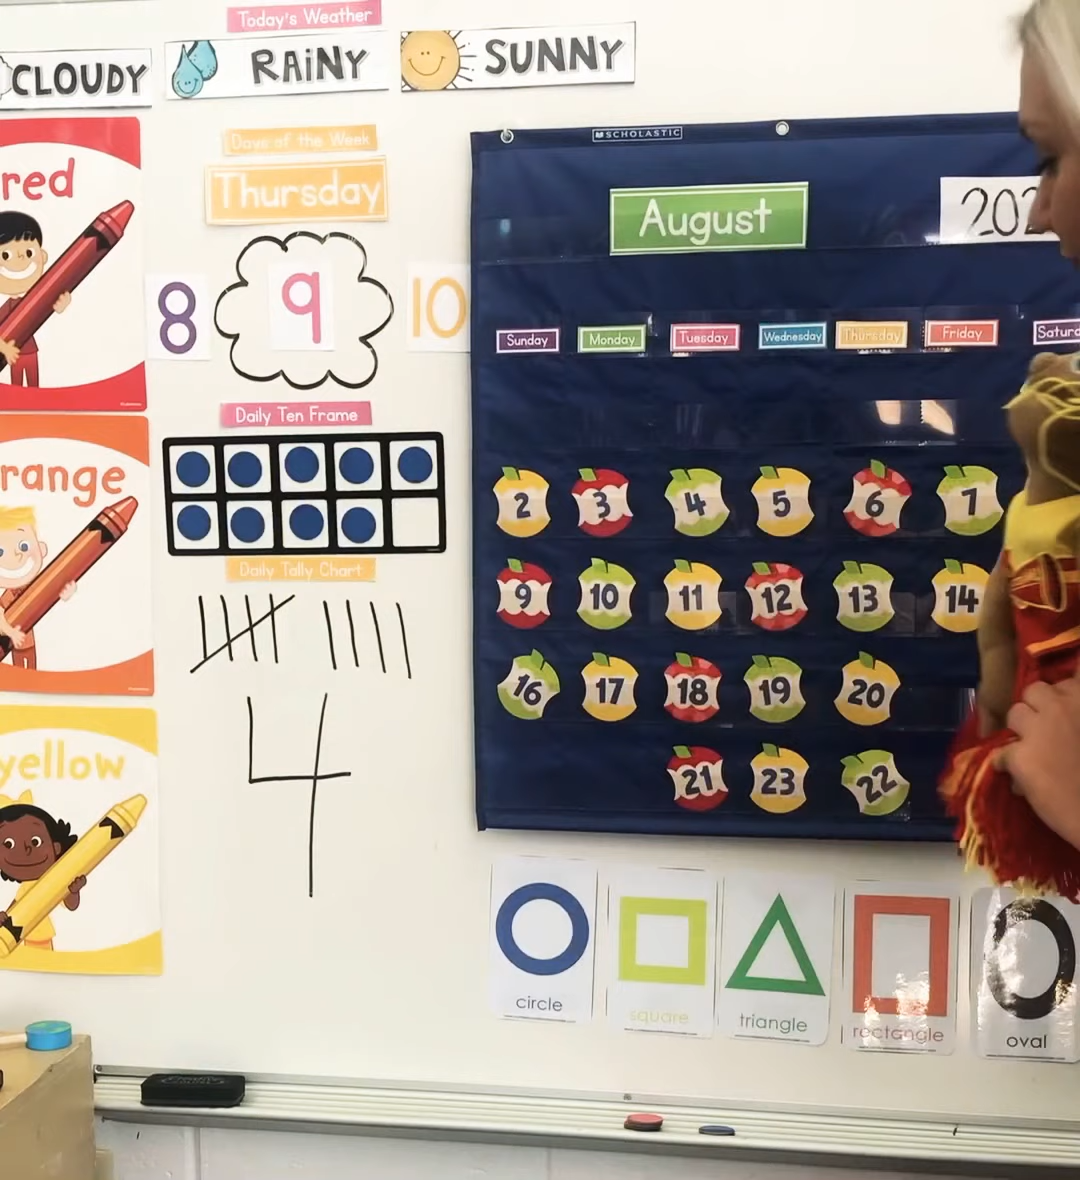 Today's Weather
CLOUDY
RAINY
SUNNY
red
Days of the Week
Thursday
8
9
10
Daily Ten Frame
range
Daily Tally Chart
4
yellow
SCHOLASTIC
August
202
Sunday Monday Tuesday Wednesday Thursday Friday Satur
2 3 4 5 6 7
9 10 11 12 13 14
16 17 18 19 20
21 23 22
circle
square
triangle
rectangle
oval